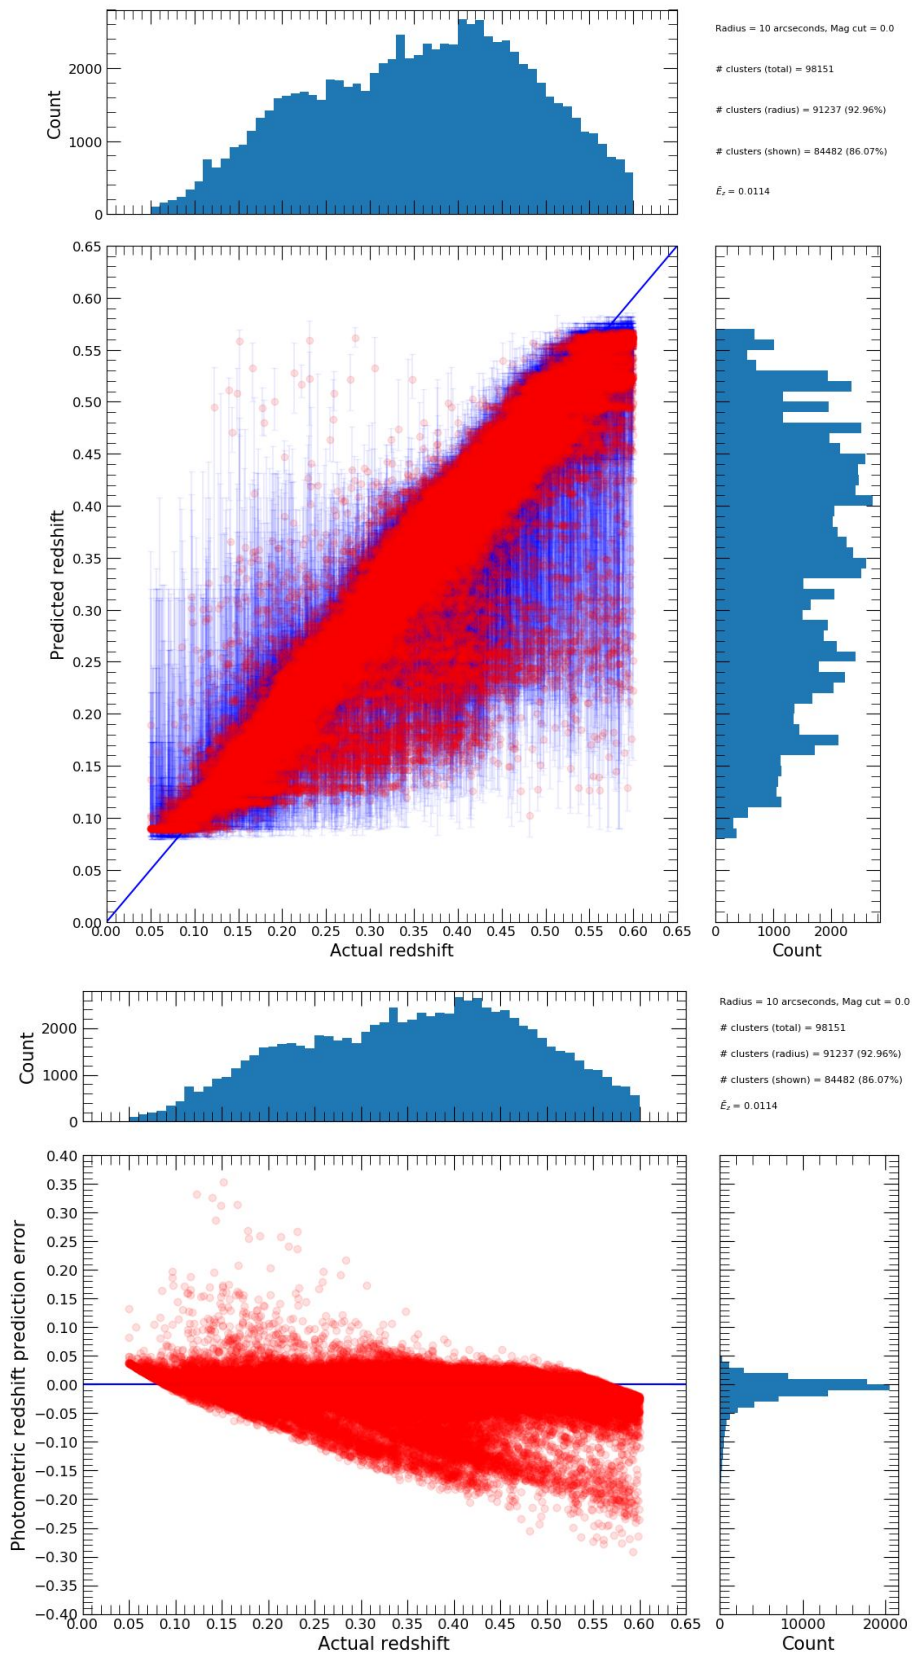 2000
1000
0
Count
Radius = 10 arcseconds, Mag cut = 0.0
# clusters (total) = 98151
# clusters (radius) = 91237 (92.96%)
# clusters (shown) = 84482 (86.07%)
Ēz = 0.0114
0.65
0.60
0.55
0.50
0.45
0.40
0.35
0.30
0.25
0.20
0.15
0.10
0.05
0.00
Predicted redshift
0.00 0.05 0.10 0.15 0.20 0.25 0.30 0.35 0.40 0.45 0.50 0.55 0.60 0.65
Actual redshift
0 1000 2000
Count
2000
1000
0
Count
Radius = 10 arcseconds, Mag cut = 0.0
# clusters (total) = 98151
# clusters (radius) = 91237 (92.96%)
# clusters (shown) = 84482 (86.07%)
Ēz = 0.0114
0.40
0.35
0.30
0.25
0.20
0.15
0.10
0.05
0.00
−0.05
−0.10
−0.15
−0.20
−0.25
−0.30
−0.35
−0.40
Photometric redshift prediction error
0.00 0.05 0.10 0.15 0.20 0.25 0.30 0.35 0.40 0.45 0.50 0.55 0.60 0.65
Actual redshift
0 10000 20000
Count